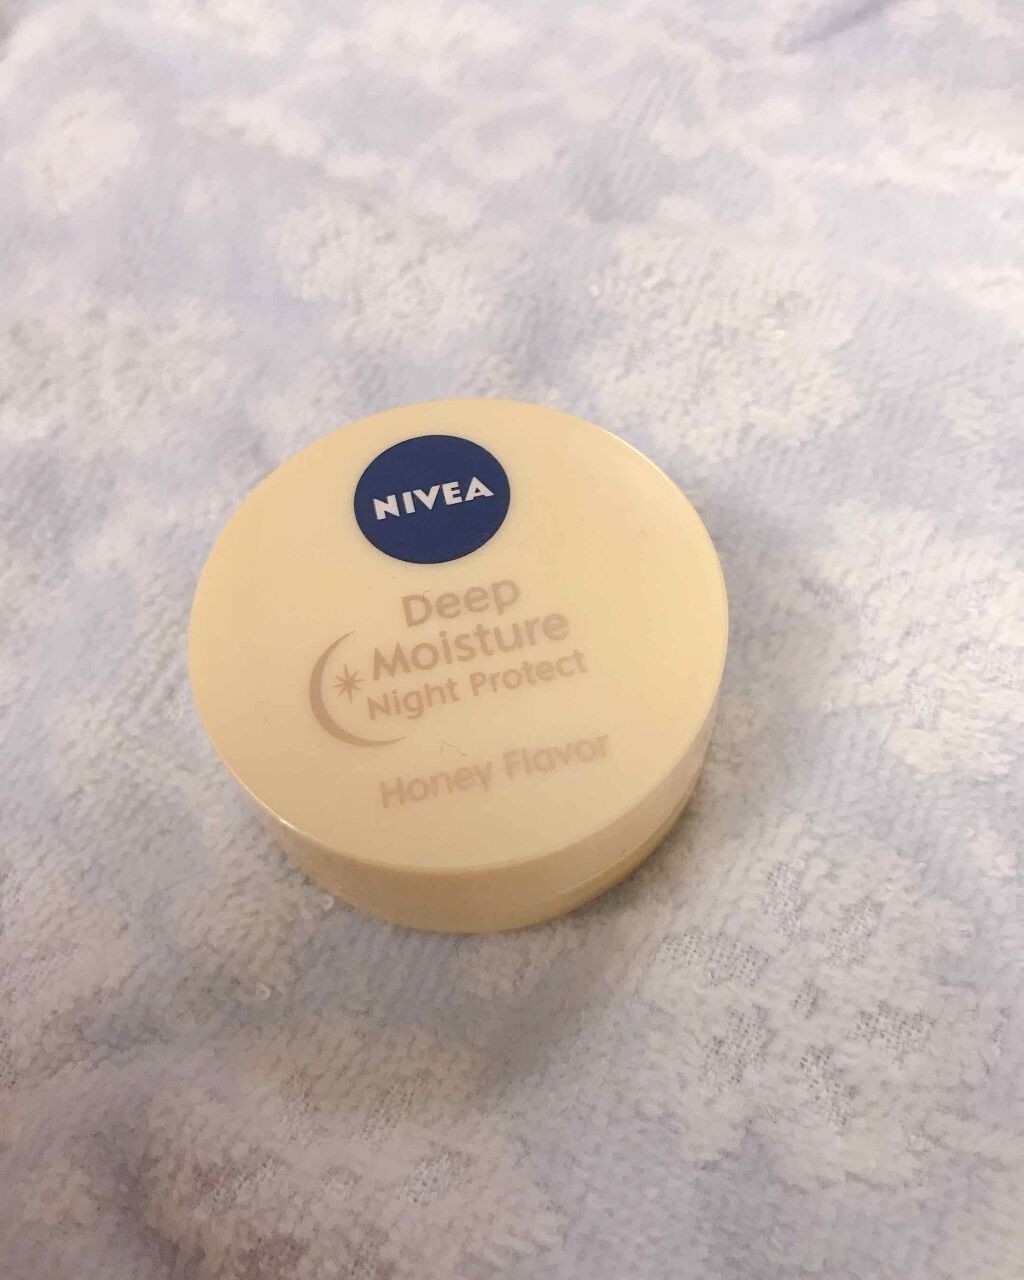 NIVEA
Deep
Moisture
Night Protect
Honey Flavor